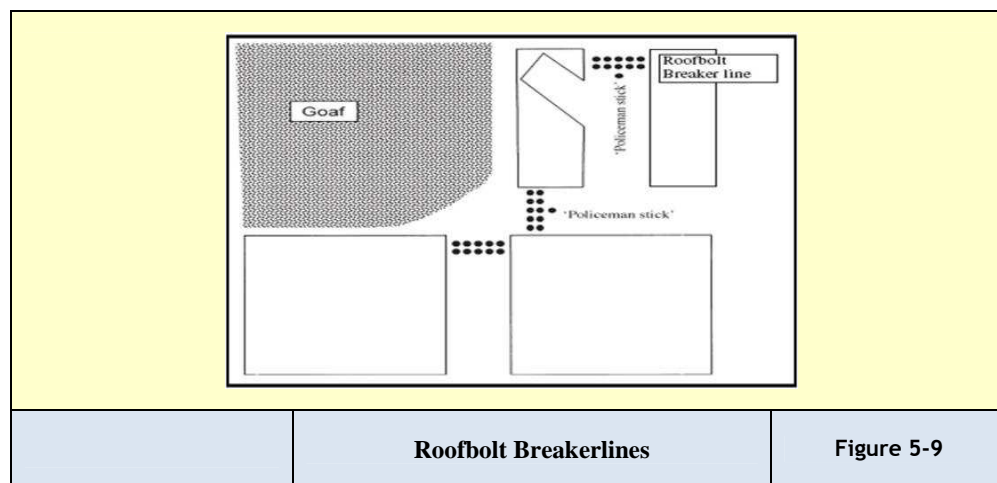 Roofbolt
Breaker line
Goaf
'Policeman stick'
'Policeman stick'
Roofbolt Breakerlines
Figure 5-9